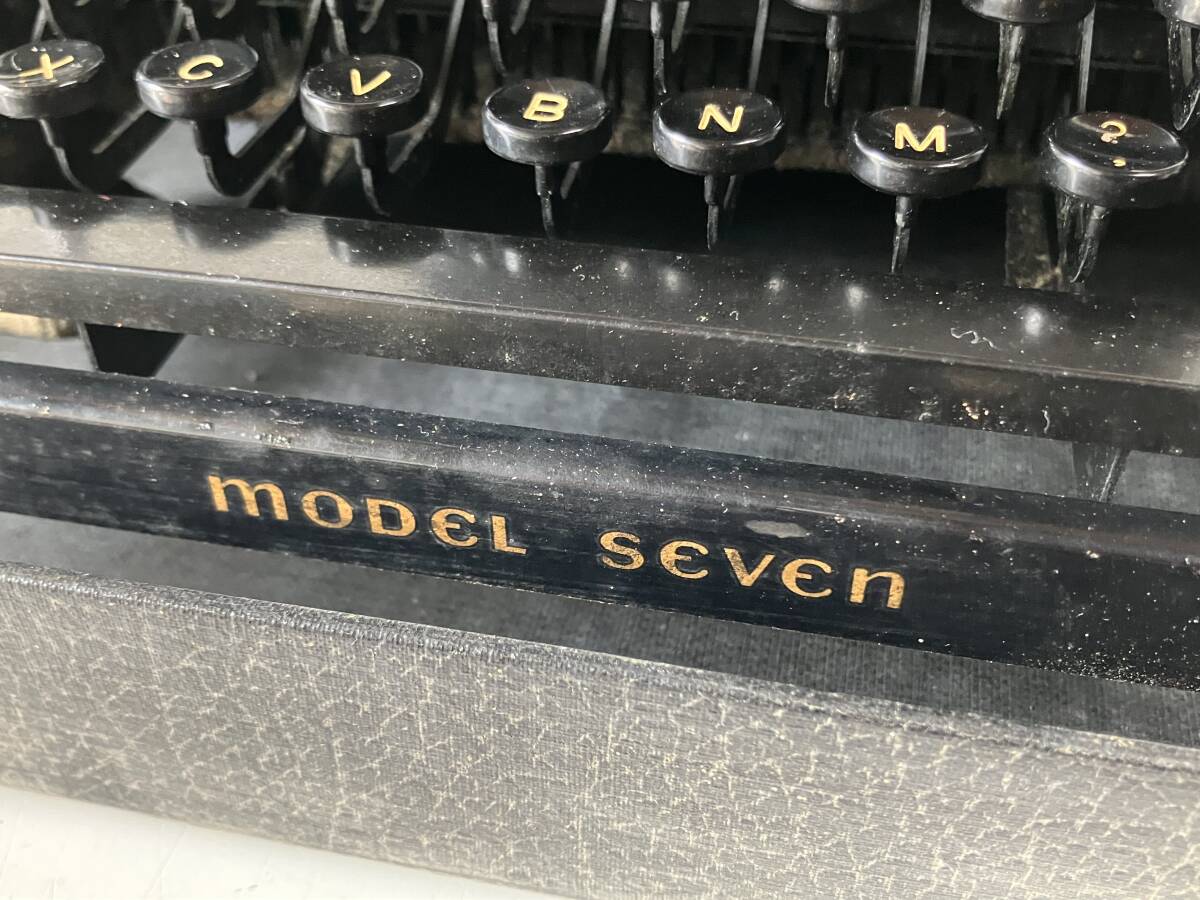 X C V B N M ? ,
MODEL SEVEN